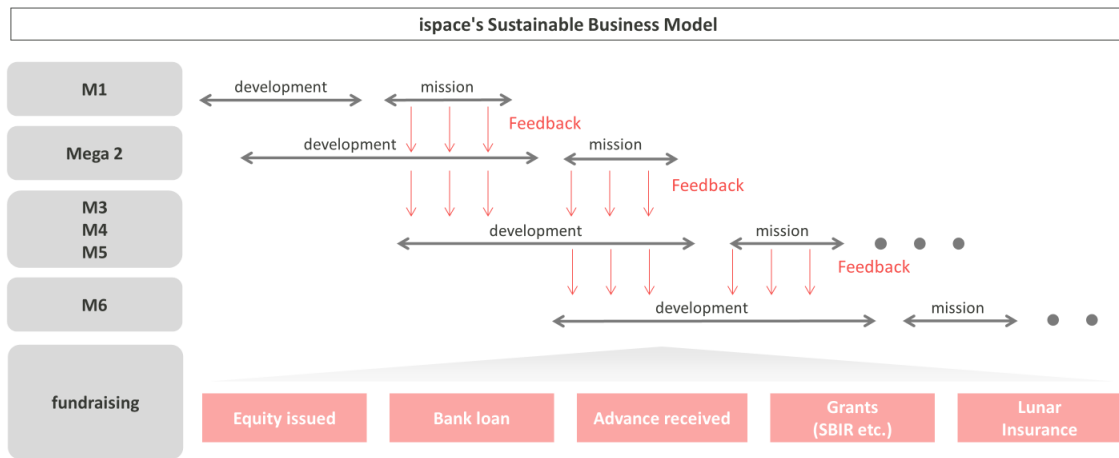 ispace's Sustainable Business Model
M1
development
mission
Feedback
Mega 2
development
mission
Feedback
M3
M4
M5
development
mission
Feedback
M6
development
mission
fundraising
Equity issued
Bank loan
Advance received
Grants
(SBIR etc.)
Lunar
Insurance